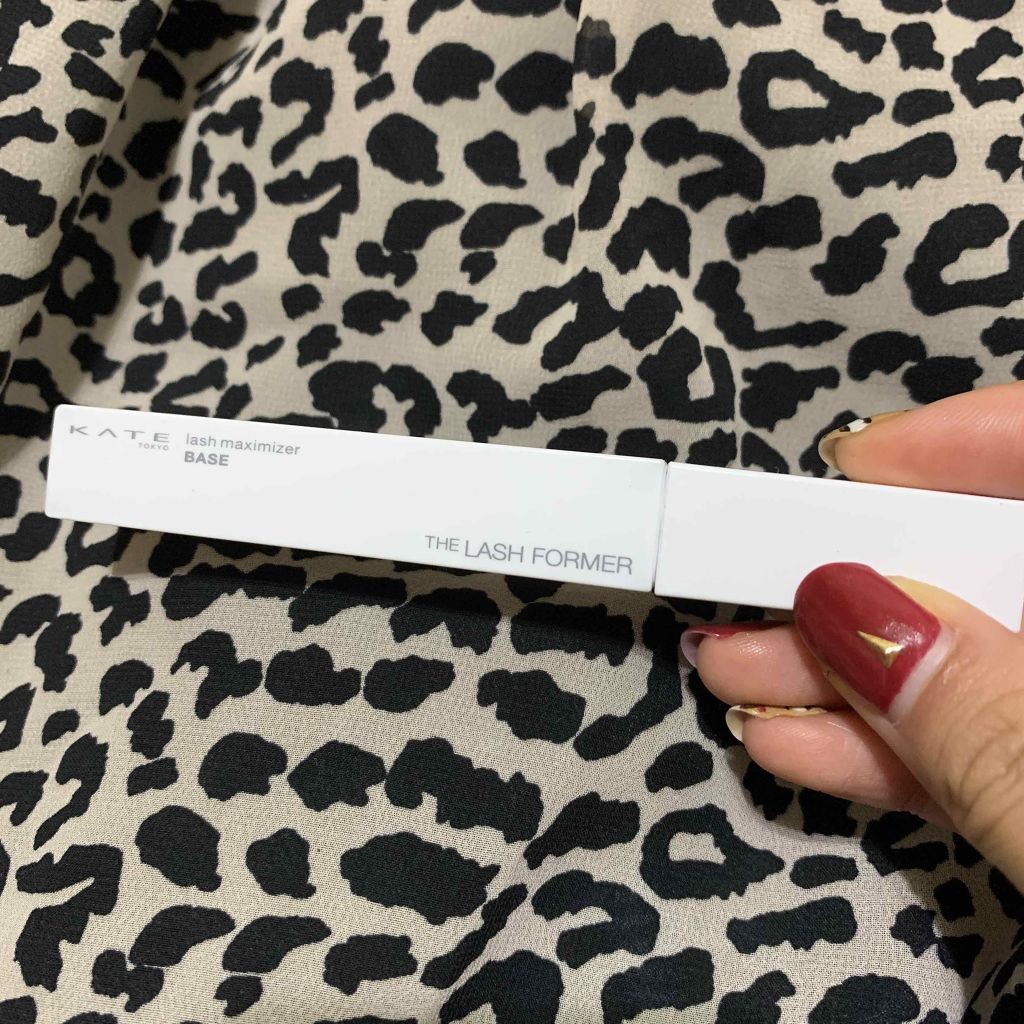 KATE
TOKYO
lash maximizer
BASE
THE LASH FORMER